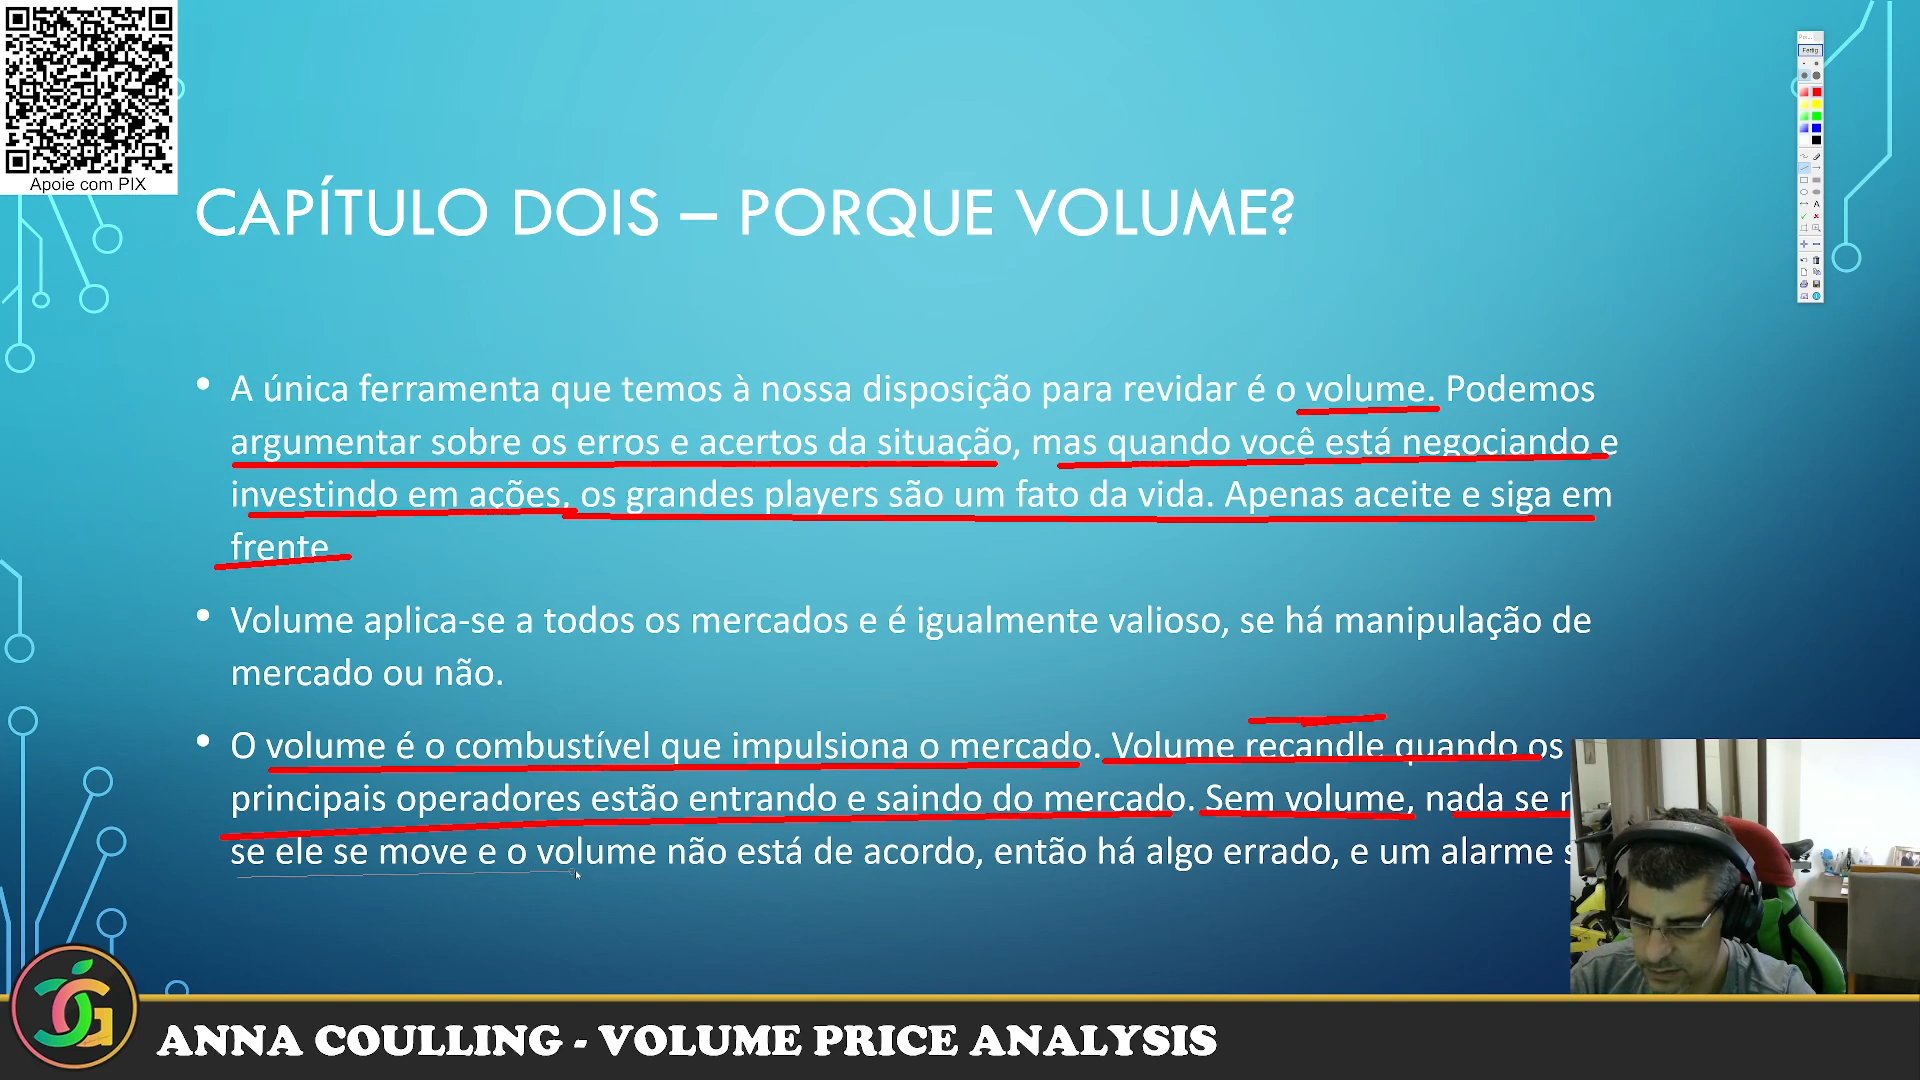 Apoie com PIX
Fertig
CAPÍTULO DOIS – PORQUE VOLUME?
• A única ferramenta que temos à nossa disposição para revidar é o volume. Podemos
argumentar sobre os erros e acertos da situação, mas quando você está negociando e
investindo em ações, os grandes players são um fato da vida. Apenas aceite e siga em
frente
• Volume aplica-se a todos os mercados e é igualmente valioso, se há manipulação de
mercado ou não.
• O volume é o combustível que impulsiona o mercado. Volume recandle quando os
principais operadores estão entrando e saindo do mercado. Sem volume, nada se
se ele se move e o volume não está de acordo, então há algo errado, e um alarme
ANNA COULLING - VOLUME PRICE ANALYSIS